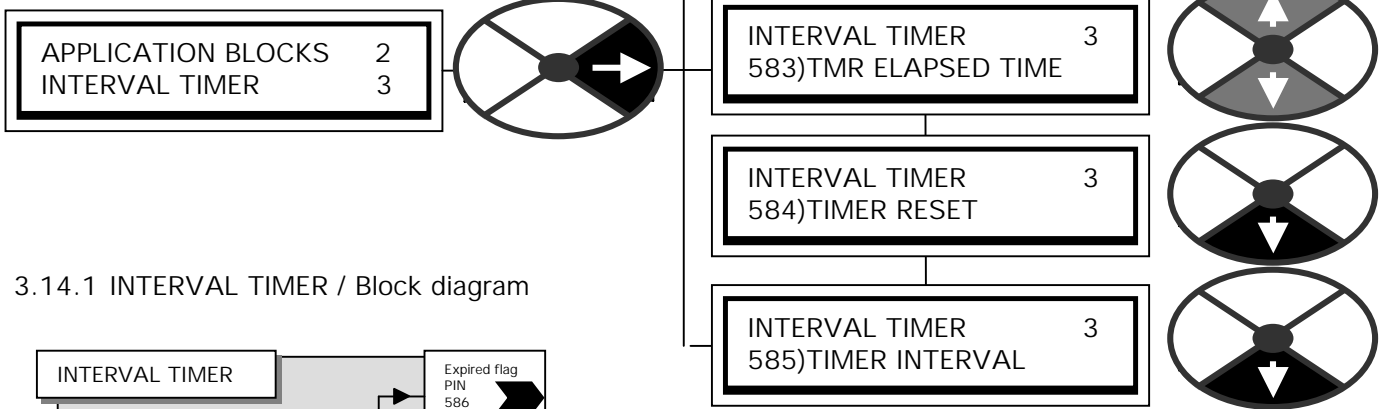 APPLICATION BLOCKS 2
INTERVAL TIMER 3
INTERVAL TIMER 3
583)TMR ELAPSED TIME
INTERVAL TIMER 3
584)TIMER RESET
3.14.1 INTERVAL TIMER / Block diagram
INTERVAL TIMER 3
585)TIMER INTERVAL
INTERVAL TIMER
Expired flag
PIN
586